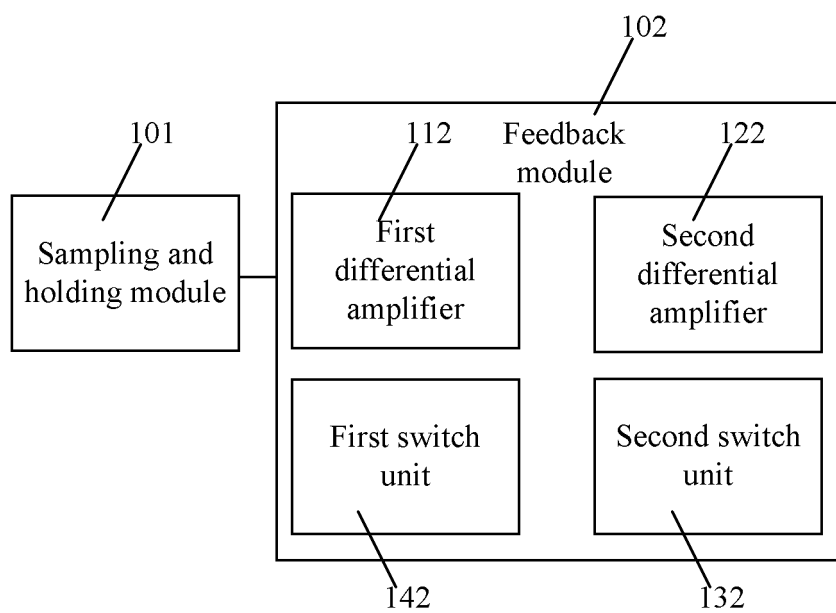 102
101
112
Feedback
module
122
Sampling and
holding module
First
differential
amplifier
Second
differential
amplifier
First switch
unit
Second switch
unit
142
132